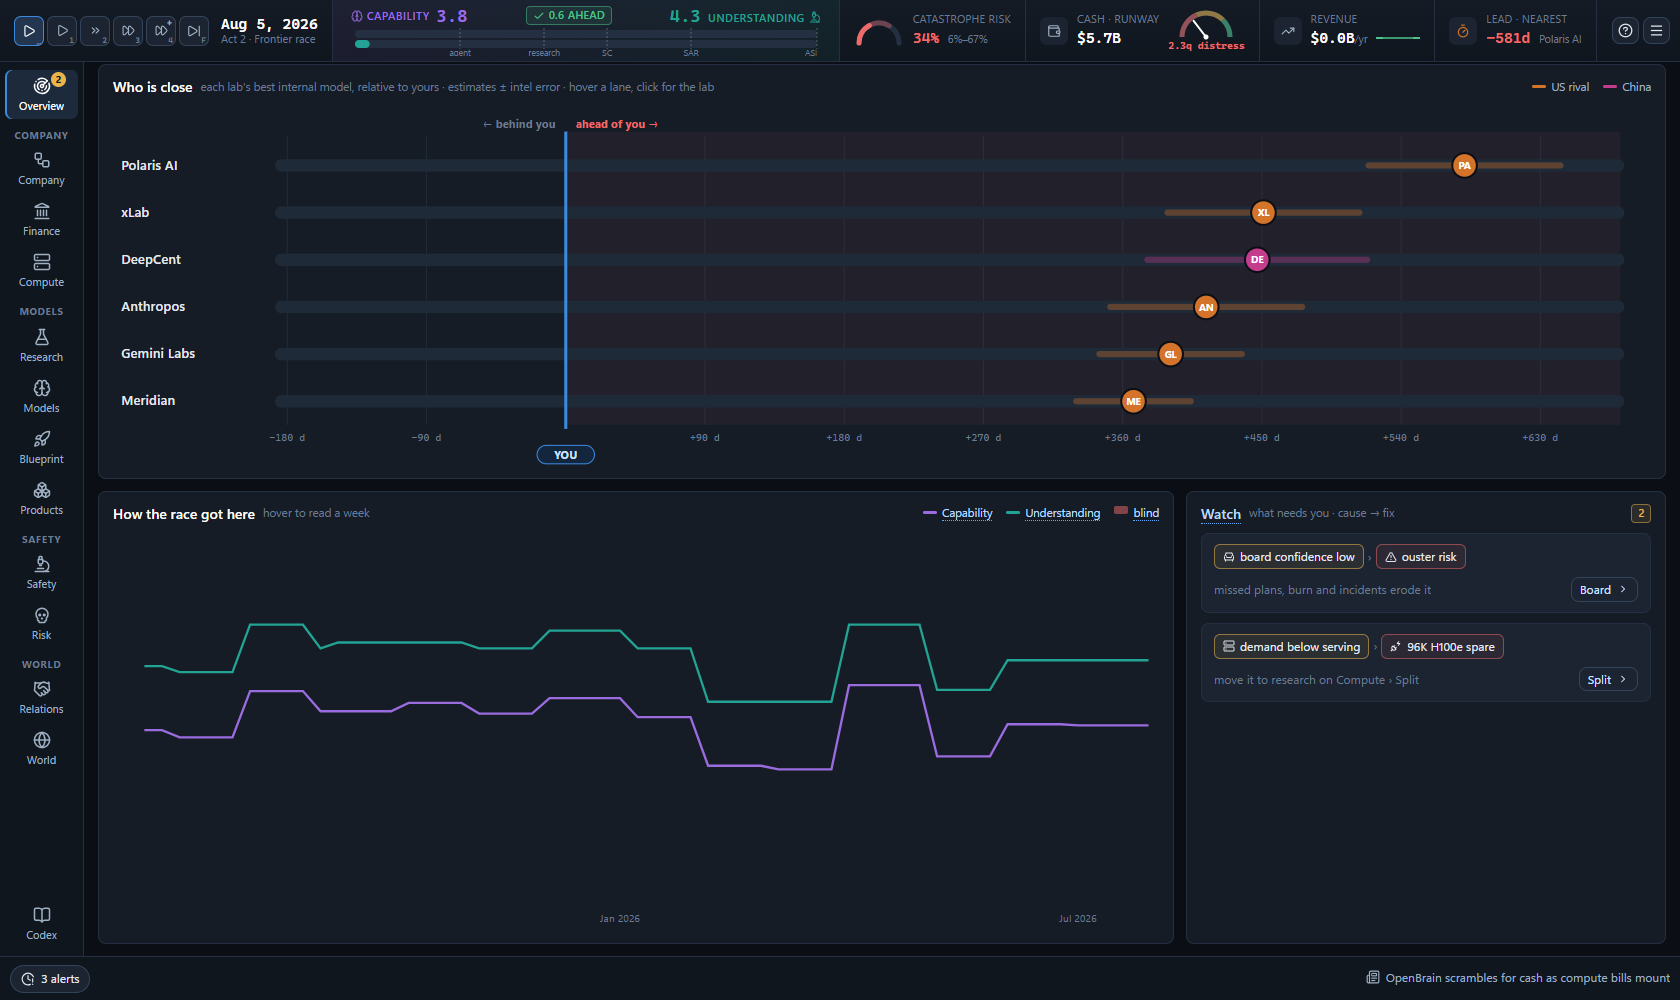 1
2
3
4
F
Aug 5, 2026
Act 2 · Frontier race
CAPABILITY 3.8
0.6 AHEAD
4.3 UNDERSTANDING
agent
research
SC
SAR
ASI
CATASTROPHE RISK
34% 6%–67%
CASH · RUNWAY
$5.7B
2.3q distress
REVENUE
$0.0B/yr
LEAD · NEAREST
−581d Polaris AI
2
Overview
COMPANY
Company
Finance
Compute
MODELS
Research
Models
Blueprint
Products
SAFETY
Safety
Risk
WORLD
Relations
World
Codex
Who is close each lab's best internal model, relative to yours · estimates ± intel error · hover a lane, click for the lab
US rival
China
← behind you
ahead of you →
Polaris AI
PA
xLab
XL
DeepCent
DE
Anthropos
AN
Gemini Labs
GL
Meridian
ME
−180 d
−90 d
+90 d
+180 d
+270 d
+360 d
+450 d
+540 d
+630 d
YOU
How the race got here hover to read a week
Capability
Understanding
blind
Jan 2026
Jul 2026
Watch what needs you · cause → fix
2
board confidence low › ouster risk
missed plans, burn and incidents erode it
Board ›
demand below serving › 96K H100e spare
move it to research on Compute › Split
Split ›
3 alerts
OpenBrain scrambles for cash as compute bills mount